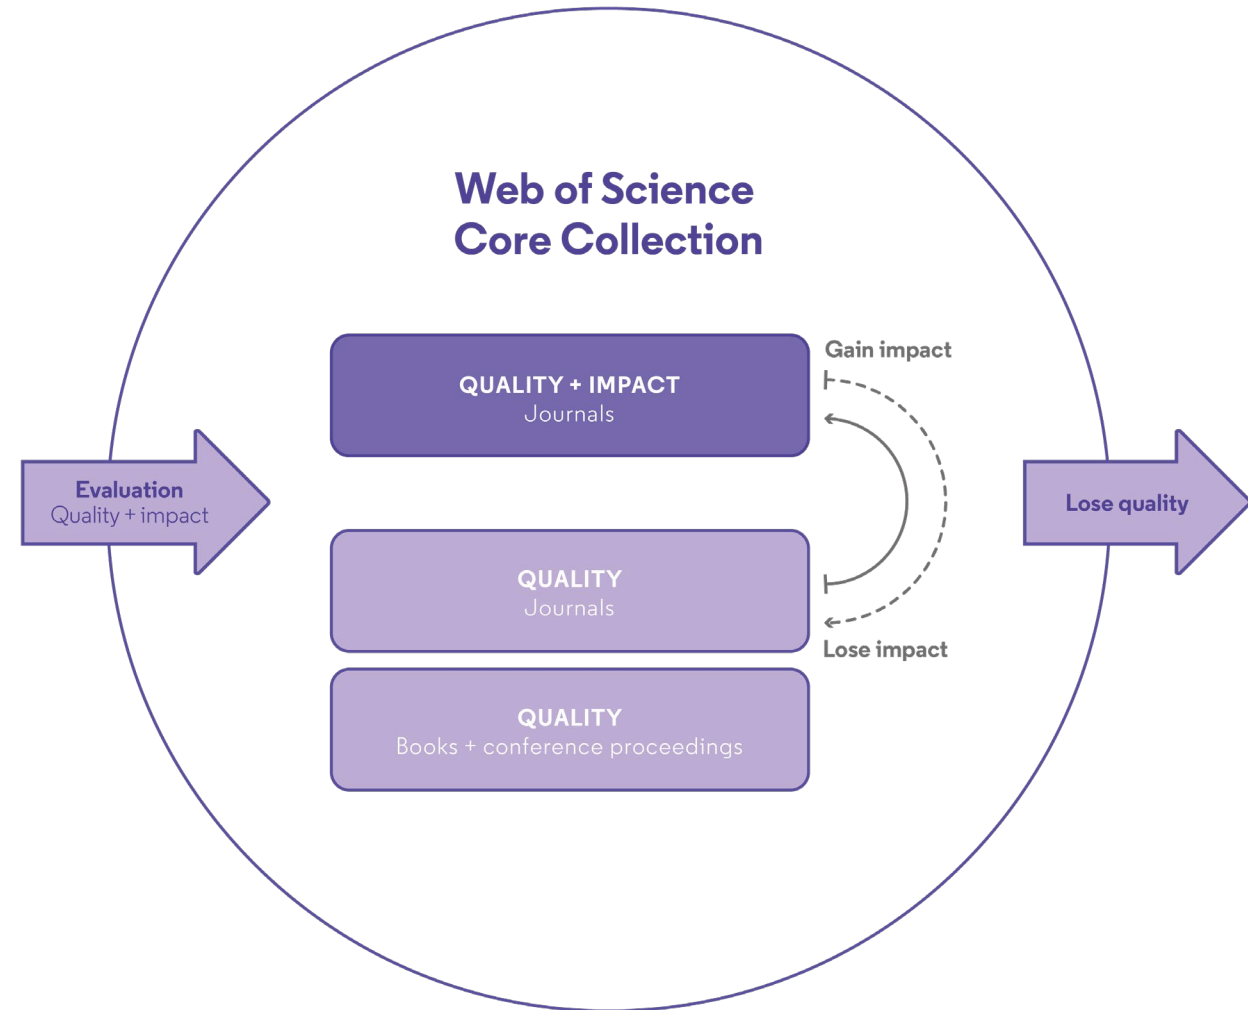 Web of Science
Core Collection
QUALITY + IMPACT
Journals
Gain impact
Evaluation
Quality + impact
Lose quality
QUALITY
Journals
Lose impact
QUALITY
Books + conference proceedings